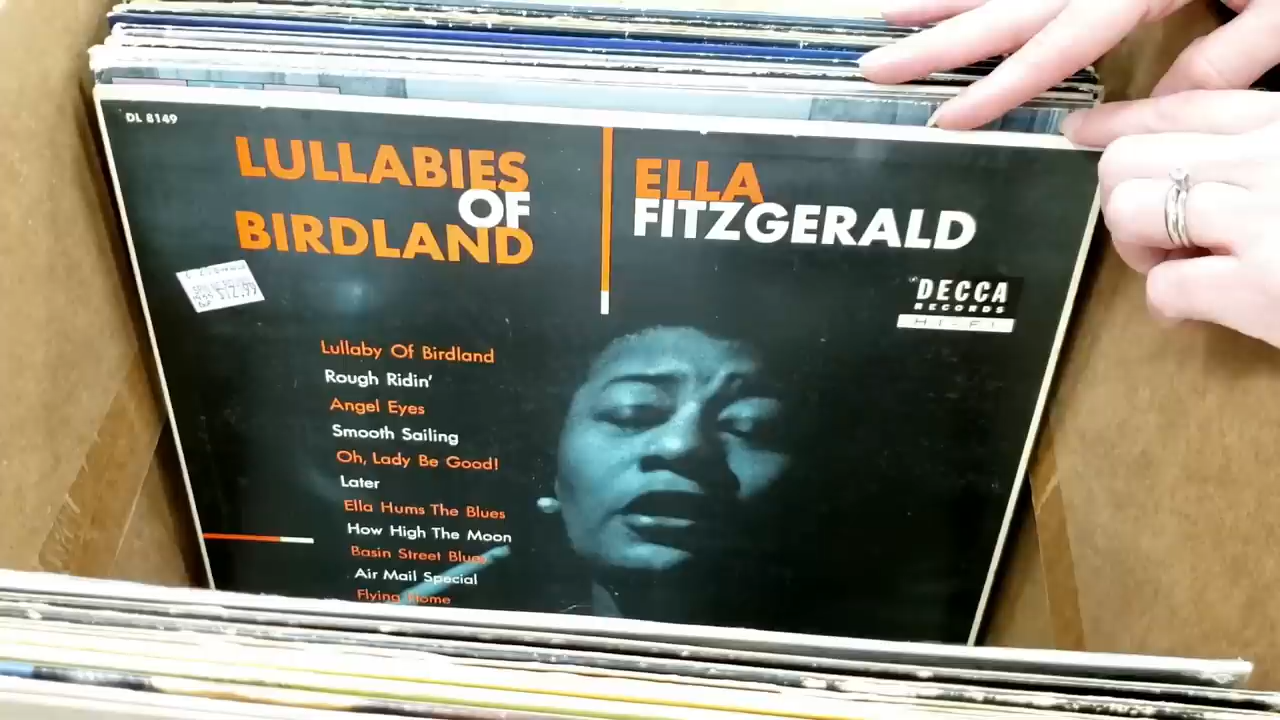 DL 8149
LULLABIES
OF
BIRDLAND
ELLA
FITZGERALD
DECCA
RECORDS
HI-FI
$12.99
Lullaby Of Birdland
Rough Ridin'
Angel Eyes
Smooth Sailing
Oh, Lady Be Good!
Later
Ella Hums The Blues
How High The Moon
Basin Street Blues
Air Mail Special
Flying Home